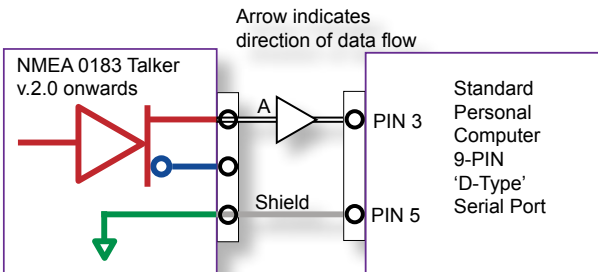 Arrow indicates
direction of data flow
NMEA 0183 Talker
v.2.0 onwards
A
PIN 3
Shield
PIN 5
Standard
Personal
Computer
9-PIN
‘D-Type’
Serial Port